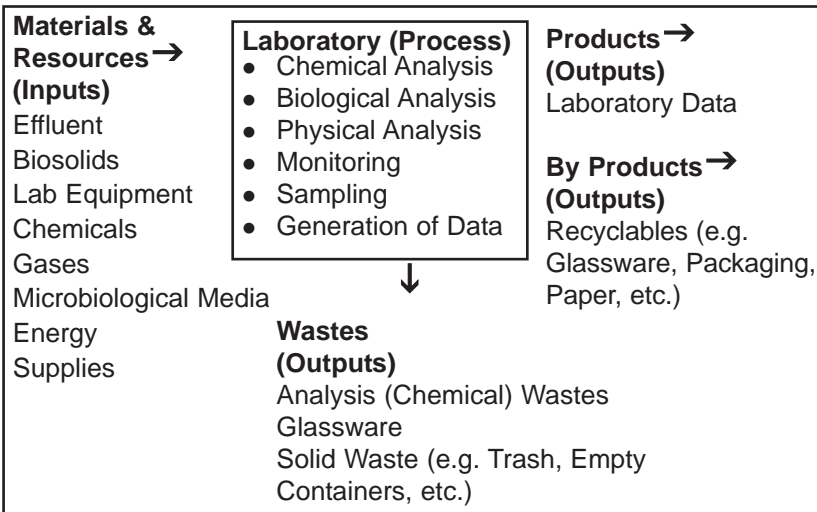 Materials &
Resources →
(Inputs)
Effluent
Biosolids
Lab Equipment
Chemicals
Gases
Microbiological Media
Energy
Supplies
Laboratory (Process)
● Chemical Analysis
● Biological Analysis
● Physical Analysis
● Monitoring
● Sampling
● Generation of Data
Products →
(Outputs)
Laboratory Data
By Products →
(Outputs)
Recyclables (e.g.
Glassware, Packaging,
Paper, etc.)
↓
Wastes
(Outputs)
Analysis (Chemical) Wastes
Glassware
Solid Waste (e.g. Trash, Empty
Containers, etc.)